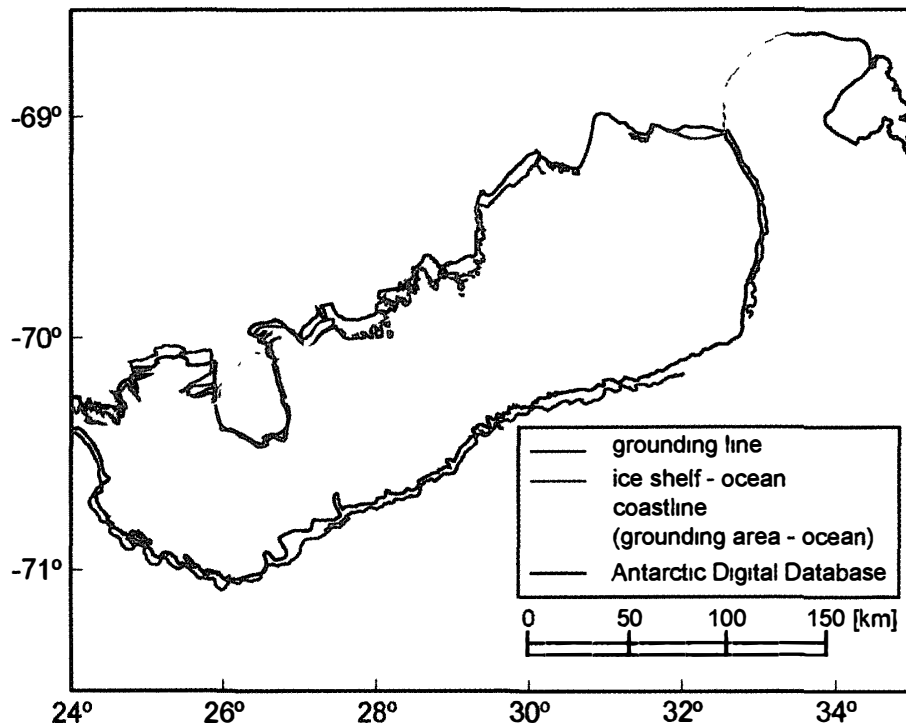 -69º
-70º
-71º
grounding line
ice shelf - ocean
coastline
(grounding area - ocean)
Antarctic Digital Database
0 50 100 150 [km]
24º 26º 28º 30º 32º 34º